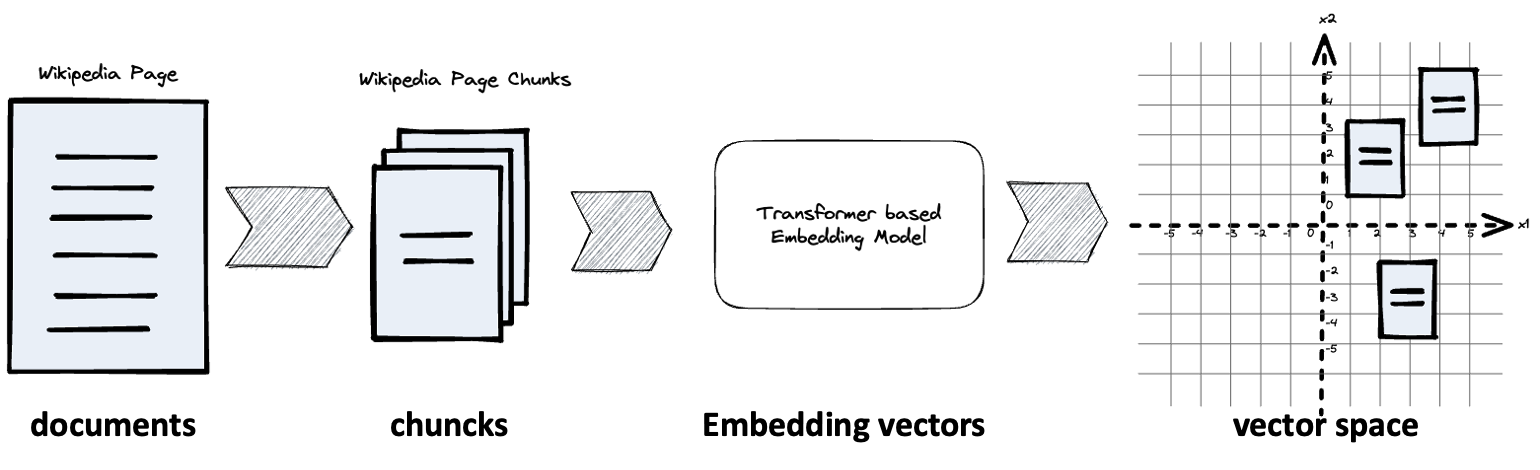 Wikipedia Page
Wikipedia Page Chunks
Transformer based
Embedding Model
x2
5
4
3
2
1
0
-5 -4 -3 -2 -1 0 1 2 3 4 5 x1
-1
-2
-3
-4
-5
documents
chuncks
Embedding vectors
vector space